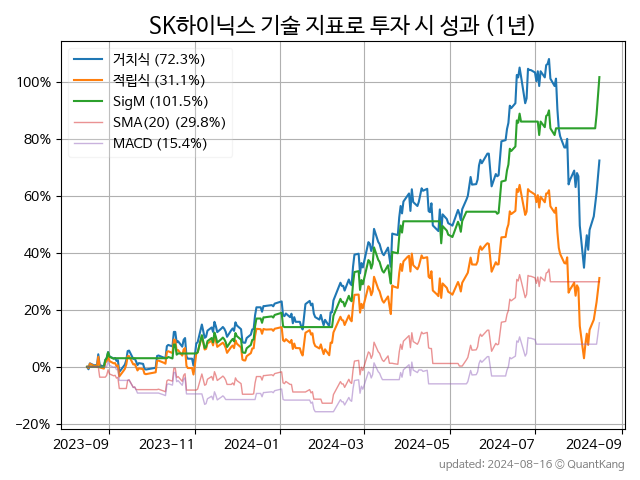 SK하이닉스 기술 지표로 투자 시 성과 (1년)
거치식 (72.3%)
적립식 (31.1%)
SigM (101.5%)
SMA(20) (29.8%)
MACD (15.4%)
100%
80%
60%
40%
20%
0%
−20%
2023−09
2023−11
2024−01
2024−03
2024−05
2024−07
2024−09
updated: 2024-08-16 © QuantKang